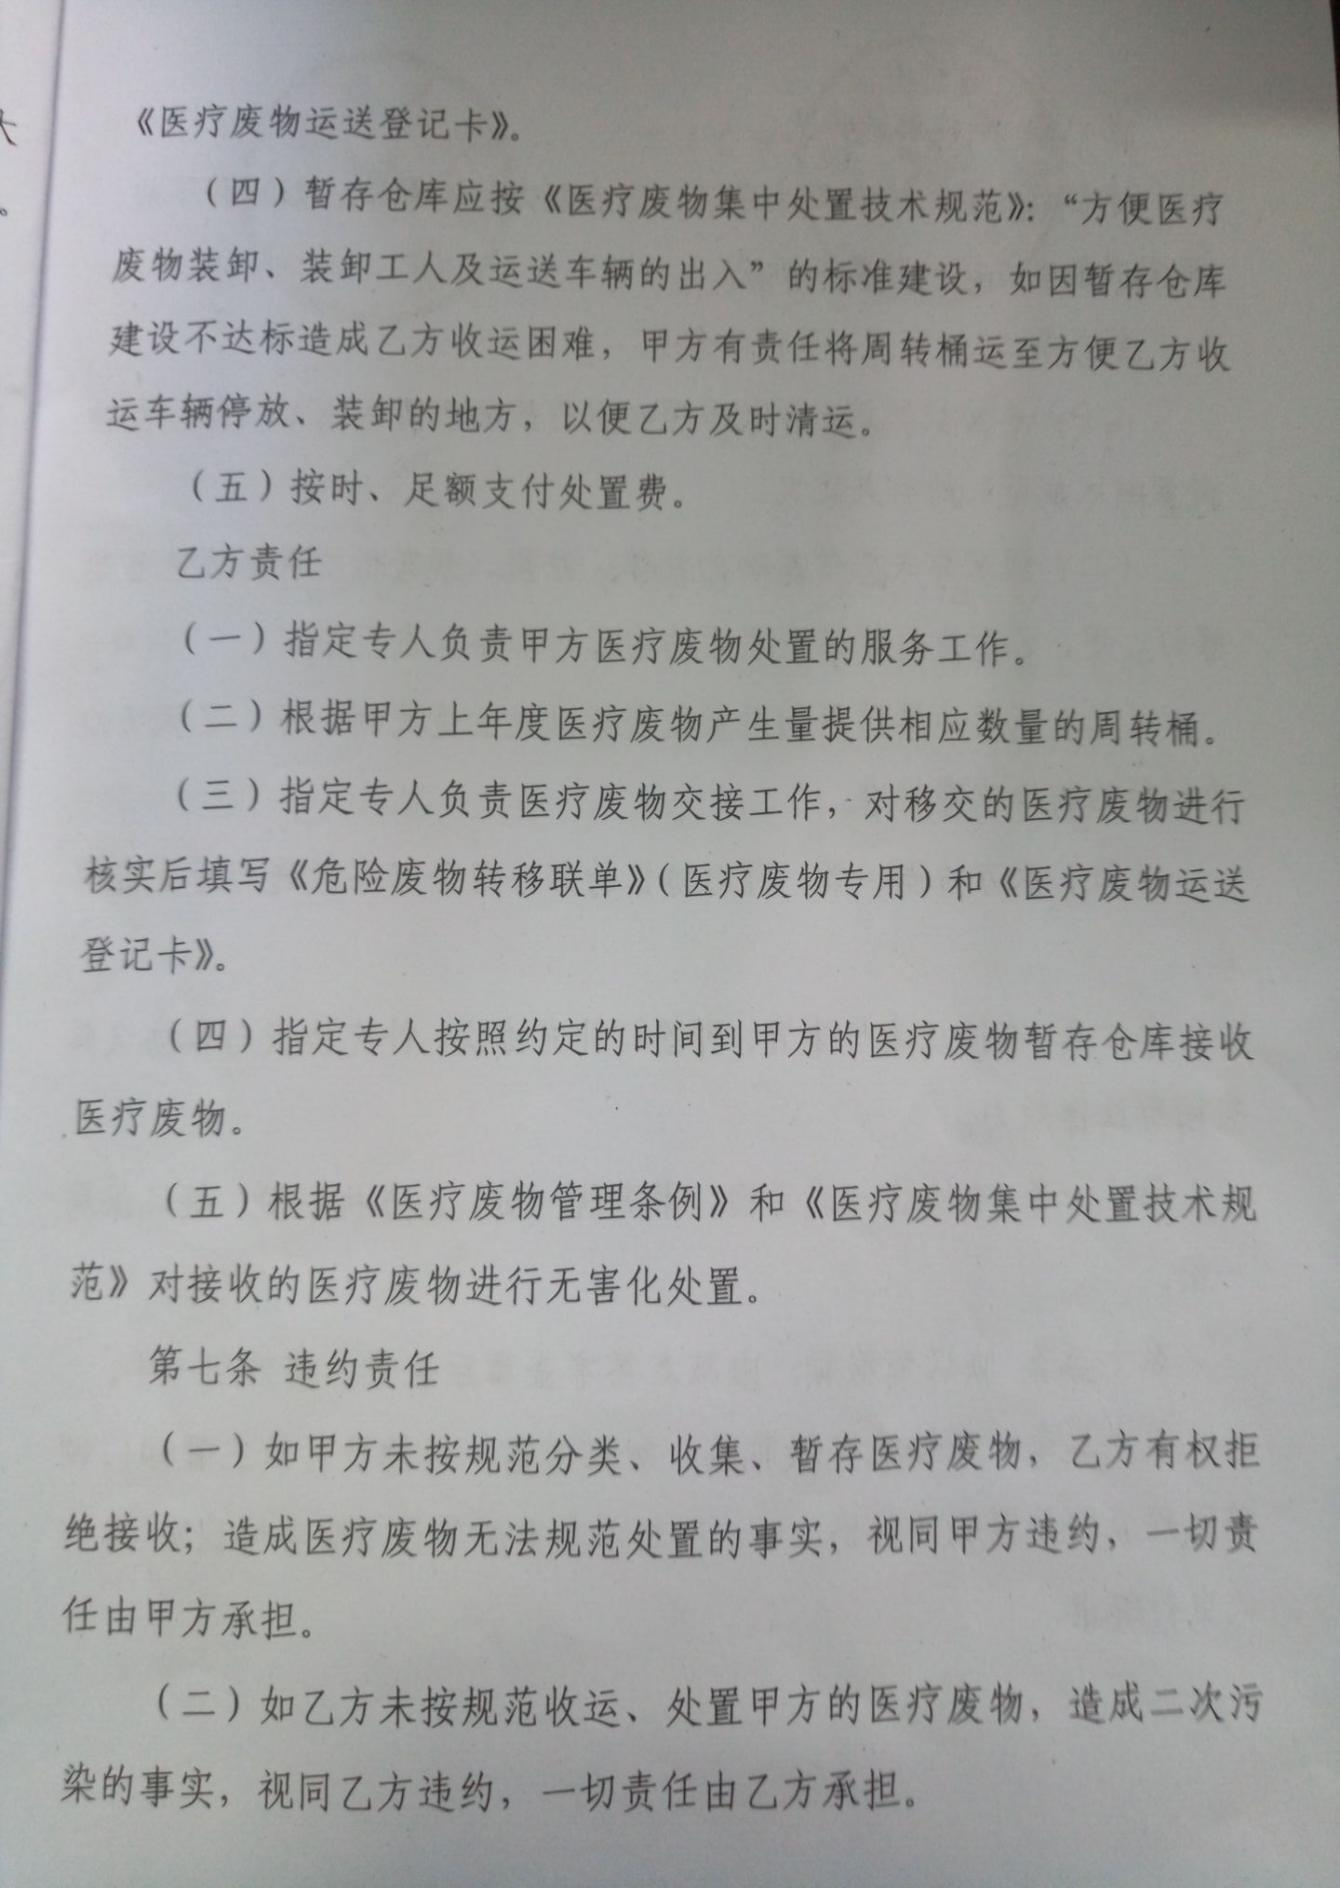 《医疗废物运送登记卡》。
（四）暂存仓库应按《医疗废物集中处置技术规范》：“方便医疗
废物装卸、装卸工人及运送车辆的出入”的标准建设，如因暂存仓库
建设不达标造成乙方收运困难，甲方有责任将周转桶运至方便乙方收
运车辆停放、装卸的地方，以便乙方及时清运。
（五）按时、足额支付处置费。
乙方责任
（一）指定专人负责甲方医疗废物处置的服务工作。
（二）根据甲方上年度医疗废物产生量提供相应数量的周转桶。
（三）指定专人负责医疗废物交接工作，对移交的医疗废物进行
核实后填写《危险废物转移联单》（医疗废物专用）和《医疗废物运送
登记卡》。
（四）指定专人按照约定的时间到甲方的医疗废物暂存仓库接收
医疗废物。
（五）根据《医疗废物管理条例》和《医疗废物集中处置技术规
范》对接收的医疗废物进行无害化处置。
第七条 违约责任
（一）如甲方未按规范分类、收集、暂存医疗废物，乙方有权拒
绝接收；造成医疗废物无法规范处置的事实，视同甲方违约，一切责
任由甲方承担。
（二）如乙方未按规范收运、处置甲方的医疗废物，造成二次污
染的事实，视同乙方违约，一切责任由乙方承担。